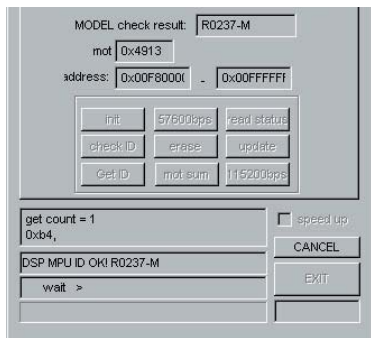 MODEL check result: R0237-M
mot 0x4913
address: 0x00F8000( - 0x00FFFFFF
init 57600bps read status
check ID erase update
Get ID mot sum 115200bps
get count = 1
0xb4,
speed up
CANCEL
DSP MPU ID OK! R0237-M
EXIT
wait >